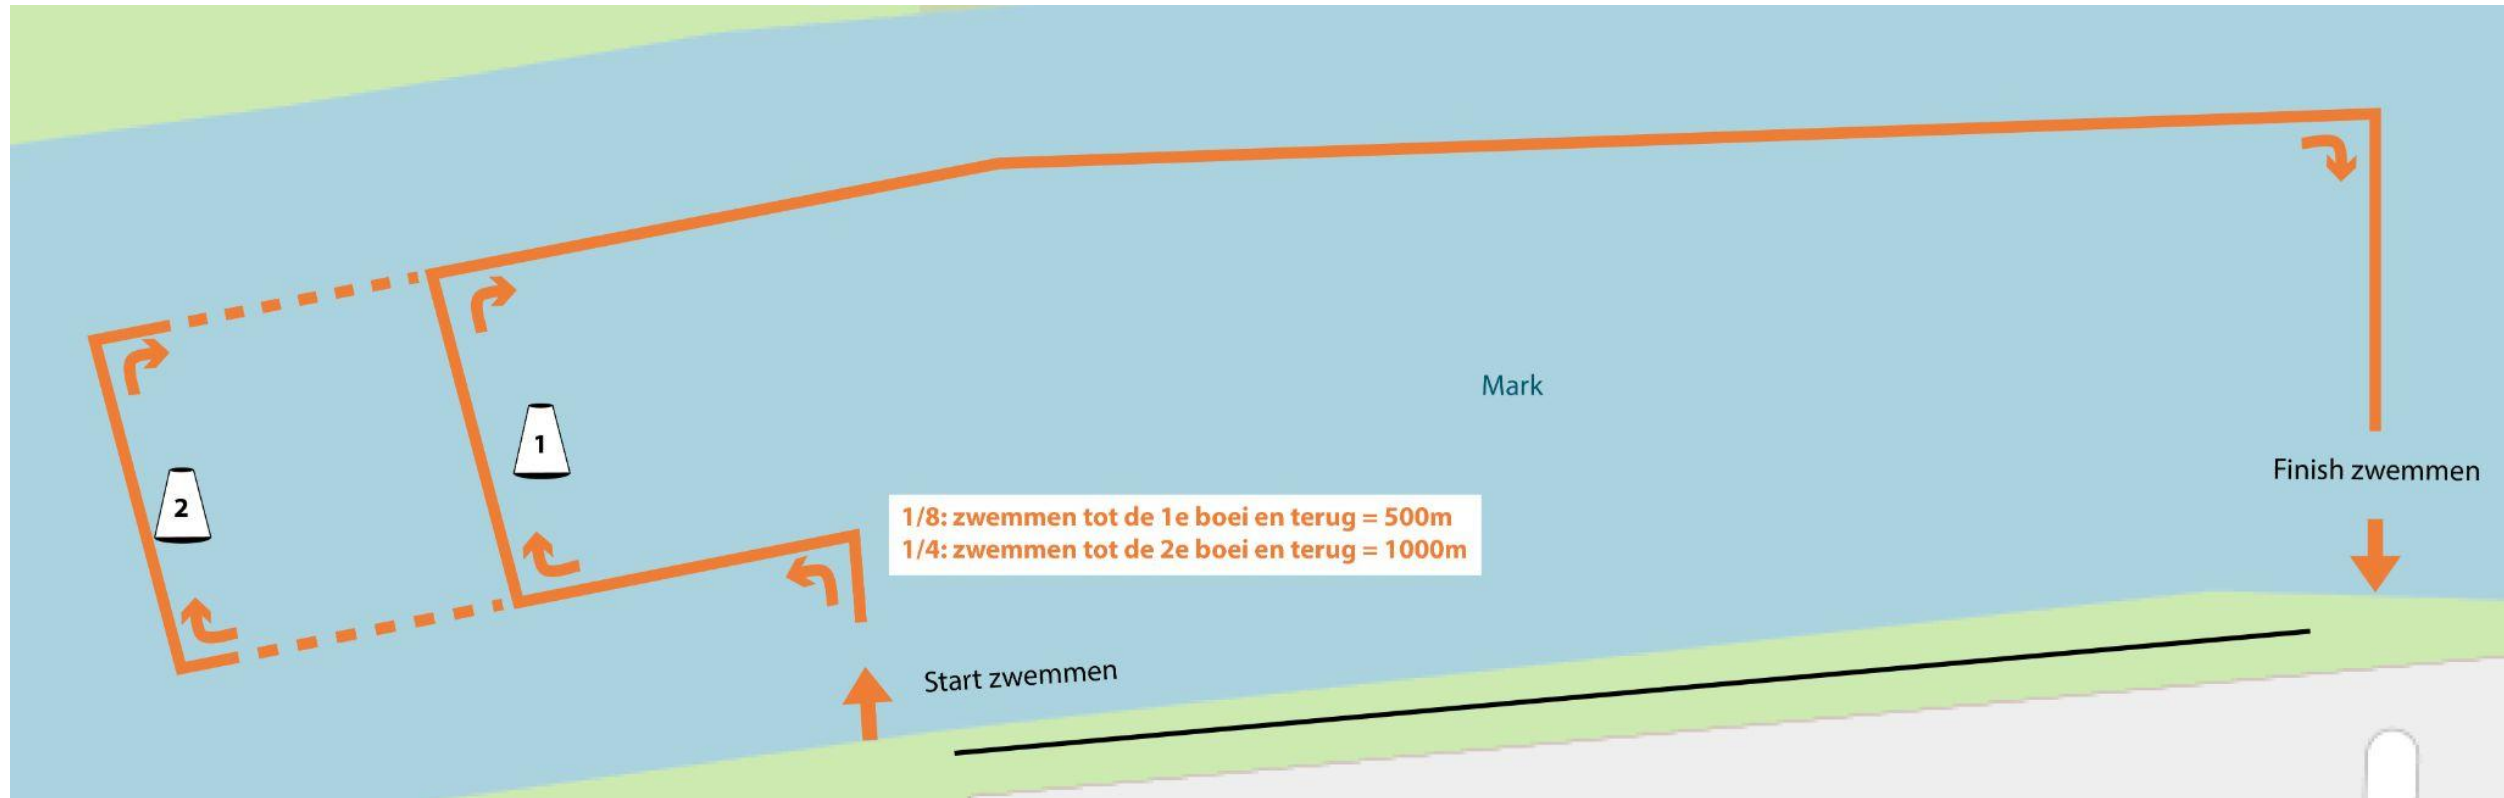 Mark
1
Finish zwemmen
2
1/8: zwemmen tot de 1e boei en terug = 500m
1/4: zwemmen tot de 2e boei en terug = 1000m
Start zwemmen